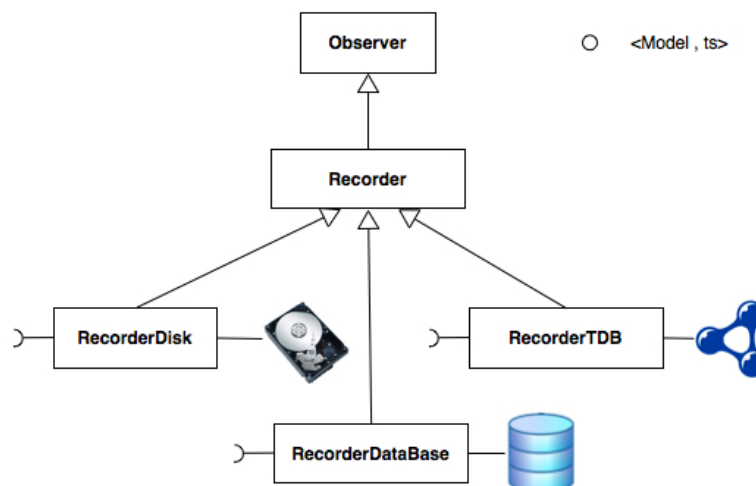 Observer
<Model , ts>
Recorder
RecorderDisk
RecorderTDB
RecorderDataBase